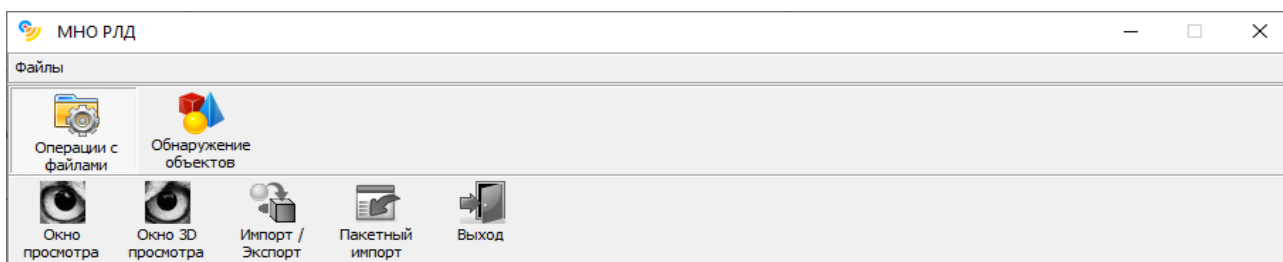 МНО РЛД
Файлы
Операции с
файлами
Обнаружение
объектов
Окно
просмотра
Окно 3D
просмотра
Импорт /
Экспорт
Пакетный
импорт
Выход